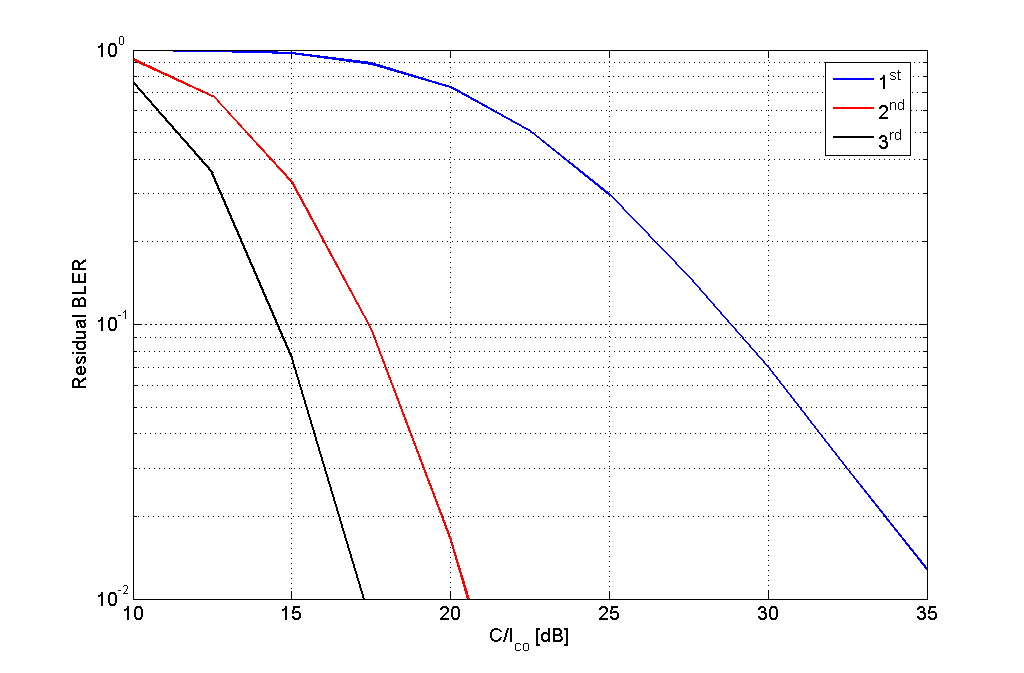 10^0
10^-1
10^-2
Residual BLER
1^st
2^nd
3^rd
10 15 20 25 30 35
C/I_co [dB]